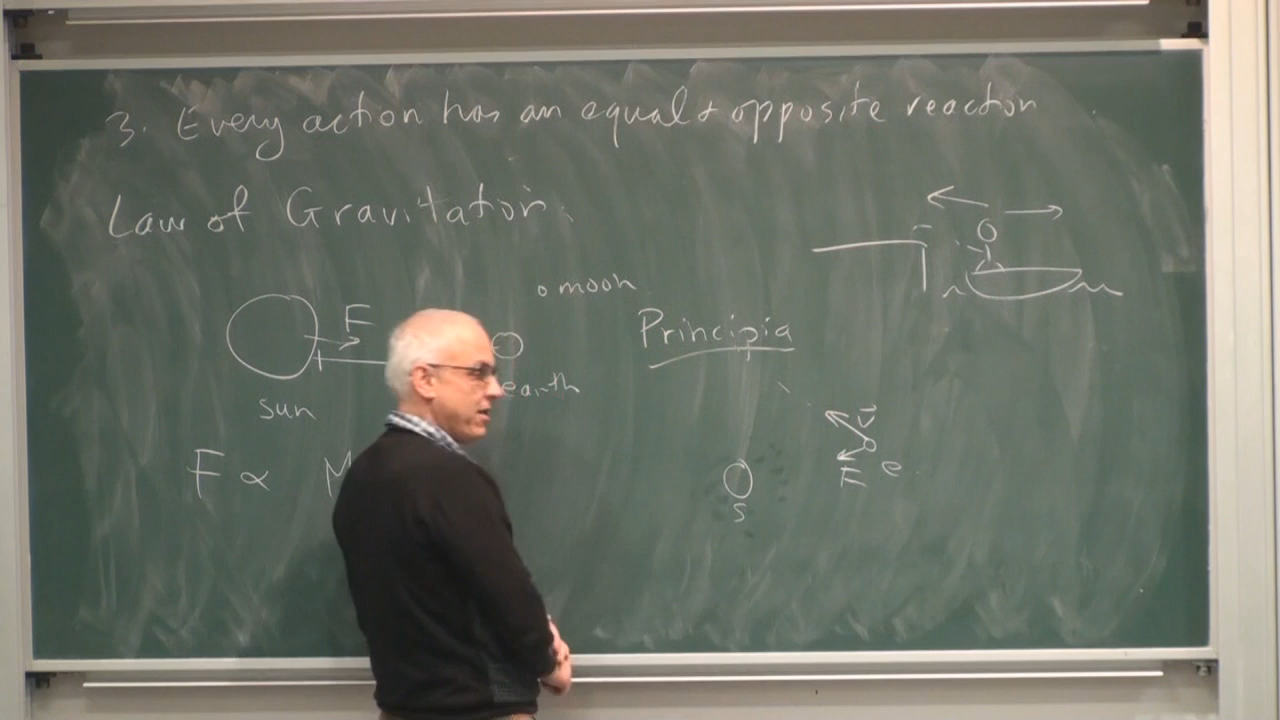 3. Every action has an equal & opposite reaction
Law of Gravitation.
moon
F
Principia
earth
sun
v
F ∝ M
F e
s